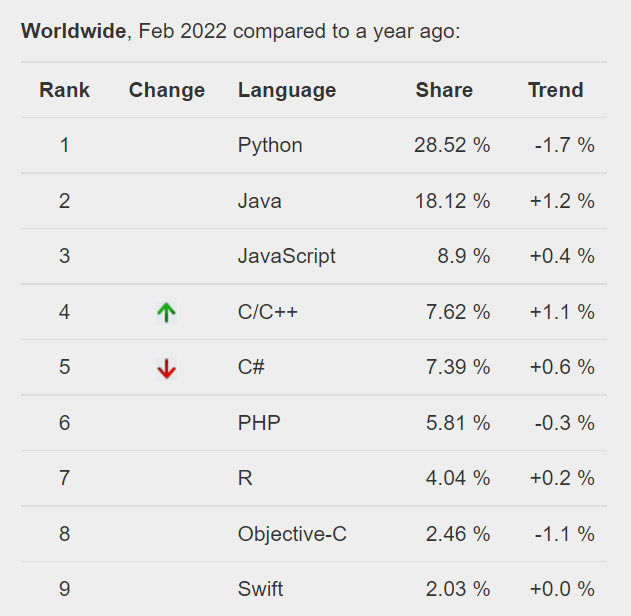 Worldwide, Feb 2022 compared to a year ago:
Rank Change Language Share Trend
1 Python 28.52 % -1.7 %
2 Java 18.12 % +1.2 %
3 JavaScript 8.9 % +0.4 %
4 C/C++ 7.62 % +1.1 %
5 C# 7.39 % +0.6 %
6 PHP 5.81 % -0.3 %
7 R 4.04 % +0.2 %
8 Objective-C 2.46 % -1.1 %
9 Swift 2.03 % +0.0 %